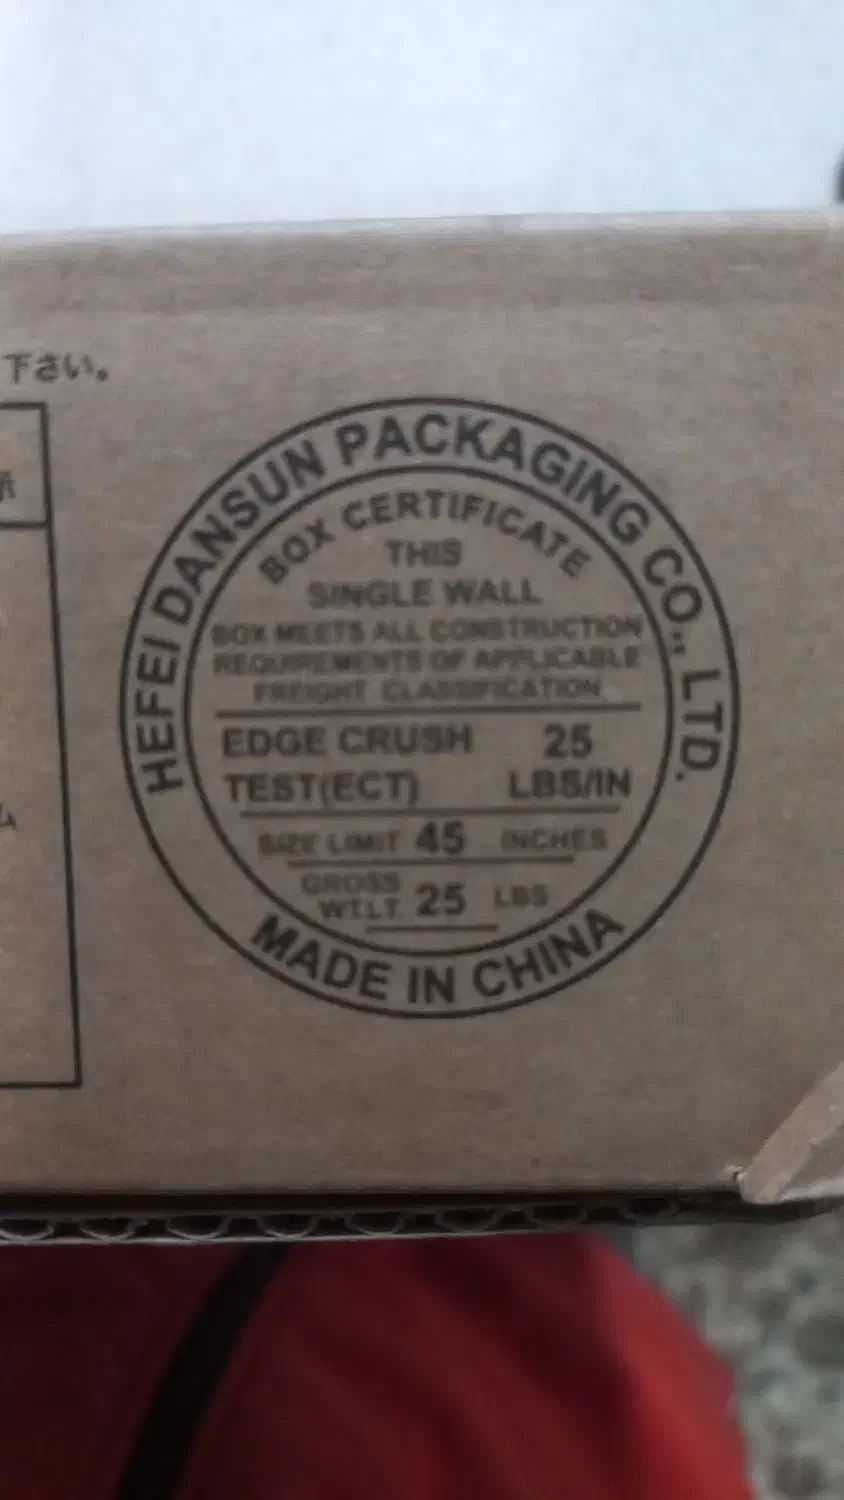 下さい。
所
ム
HEFEI DANSUN PACKAGING CO., LTD.
BOX CERTIFICATE
THIS
SINGLE WALL
BOX MEETS ALL CONSTRUCTION
REQUIREMENTS OF APPLICABLE
FREIGHT CLASSIFICATION
EDGE CRUSH 25
TEST(ECT) LBS/IN
SIZE LIMIT 45 INCHES
GROSS
WT.LT. 25 LBS
MADE IN CHINA